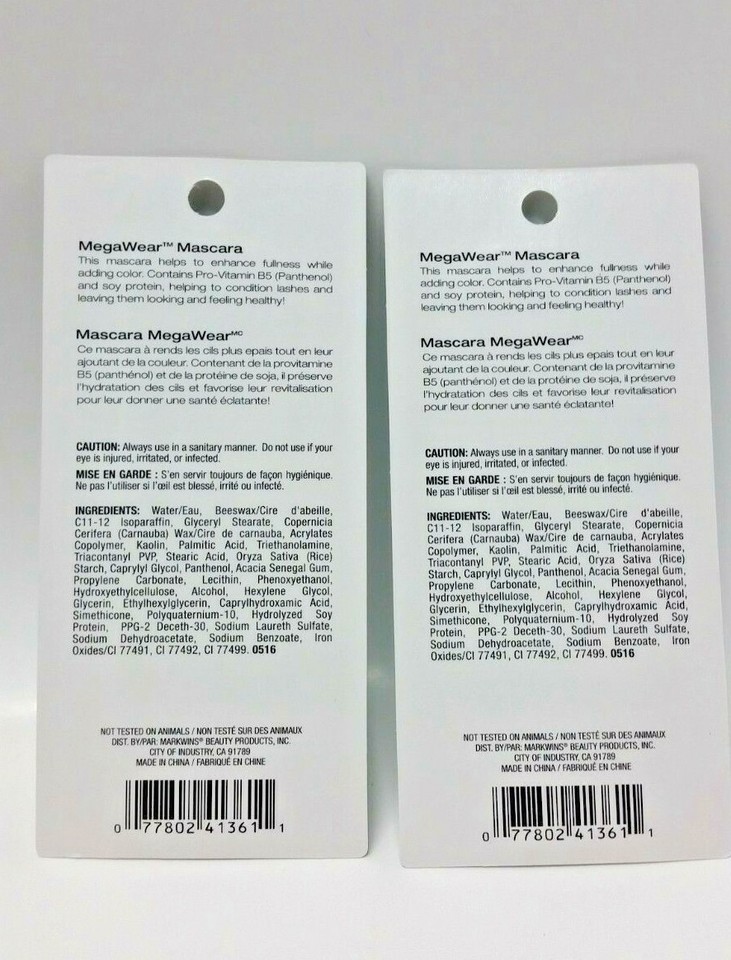 MegaWear™ Mascara
This mascara helps to enhance fullness while
adding color. Contains Pro-Vitamin B5 (Panthenol)
and soy protein, helping to condition lashes and
leaving them looking and feeling healthy!
Mascara MegaWearᴹᶜ
Ce mascara à rends les cils plus epais tout en leur
ajoutant de la couleur. Contenant de la provitamine
B5 (panthénol) et de la protéine de soja, il préserve
l'hydratation des cils et favorise leur revitalisation
pour leur donner une santé éclatante!
CAUTION: Always use in a sanitary manner. Do not use if your
eye is injured, irritated, or infected.
MISE EN GARDE : S'en servir toujours de façon hygiénique.
Ne pas l'utiliser si l'œil est blessé, irrité ou infecté.
INGREDIENTS: Water/Eau, Beeswax/Cire d'abeille,
C11-12 Isoparaffin, Glyceryl Stearate, Copernicia
Cerifera (Carnauba) Wax/Cire de carnauba, Acrylates
Copolymer, Kaolin, Palmitic Acid, Triethanolamine,
Triacontanyl PVP, Stearic Acid, Oryza Sativa (Rice)
Starch, Caprylyl Glycol, Panthenol, Acacia Senegal Gum,
Propylene Carbonate, Lecithin, Phenoxyethanol,
Hydroxyethylcellulose, Alcohol, Hexylene Glycol,
Glycerin, Ethylhexylglycerin, Caprylhydroxamic Acid,
Simethicone, Polyquaternium-10, Hydrolyzed Soy
Protein, PPG-2 Deceth-30, Sodium Laureth Sulfate,
Sodium Dehydroacetate, Sodium Benzoate, Iron
Oxides/CI 77491, CI 77492, CI 77499. 0516
NOT TESTED ON ANIMALS / NON TESTÉ SUR DES ANIMAUX
DIST. BY/PAR: MARKWINS® BEAUTY PRODUCTS, INC.
CITY OF INDUSTRY, CA 91789
MADE IN CHINA / FABRIQUÉ EN CHINE
0 77802 41361 1
MegaWear™ Mascara
This mascara helps to enhance fullness while
adding color. Contains Pro-Vitamin B5 (Panthenol)
and soy protein, helping to condition lashes and
leaving them looking and feeling healthy!
Mascara MegaWearᴹᶜ
Ce mascara à rends les cils plus epais tout en leur
ajoutant de la couleur. Contenant de la provitamine
B5 (panthénol) et de la protéine de soja, il préserve
l'hydratation des cils et favorise leur revitalisation
pour leur donner une santé éclatante!
CAUTION: Always use in a sanitary manner. Do not use if your
eye is injured, irritated, or infected.
MISE EN GARDE : S'en servir toujours de façon hygiénique.
Ne pas l'utiliser si l'œil est blessé, irrité ou infecté.
INGREDIENTS: Water/Eau, Beeswax/Cire d'abeille,
C11-12 Isoparaffin, Glyceryl Stearate, Copernicia
Cerifera (Carnauba) Wax/Cire de carnauba, Acrylates
Copolymer, Kaolin, Palmitic Acid, Triethanolamine,
Triacontanyl PVP, Stearic Acid, Oryza Sativa (Rice)
Starch, Caprylyl Glycol, Panthenol, Acacia Senegal Gum,
Propylene Carbonate, Lecithin, Phenoxyethanol,
Hydroxyethylcellulose, Alcohol, Hexylene Glycol,
Glycerin, Ethylhexylglycerin, Caprylhydroxamic Acid,
Simethicone, Polyquaternium-10, Hydrolyzed Soy
Protein, PPG-2 Deceth-30, Sodium Laureth Sulfate,
Sodium Dehydroacetate, Sodium Benzoate, Iron
Oxides/CI 77491, CI 77492, CI 77499. 0516
NOT TESTED ON ANIMALS / NON TESTÉ SUR DES ANIMAUX
DIST. BY/PAR: MARKWINS® BEAUTY PRODUCTS, INC.
CITY OF INDUSTRY, CA 91789
MADE IN CHINA / FABRIQUÉ EN CHINE
0 77802 41361 1